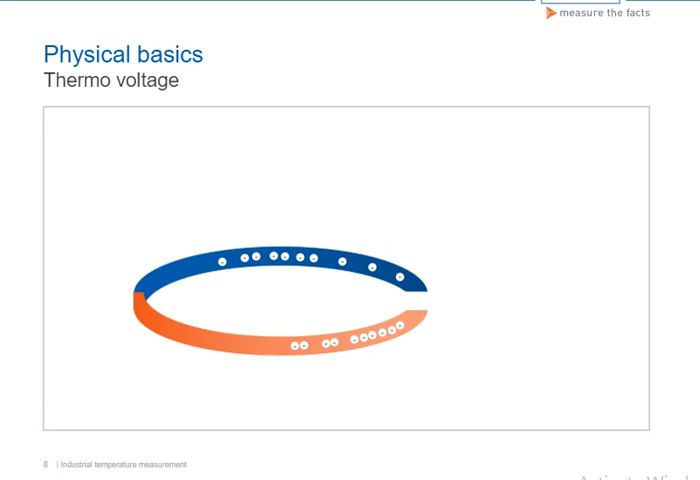 measure the facts
Physical basics
Thermo voltage
8 | Industrial temperature measurement